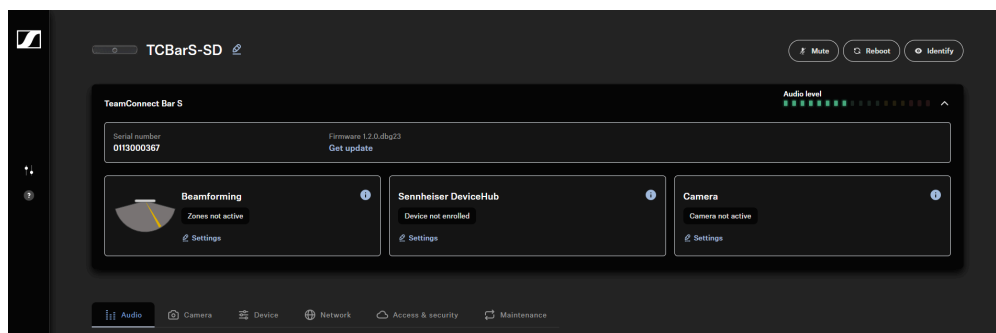 TCBarS-SD
Mute
Reboot
Identify
TeamConnect Bar S
Audio level
Serial number
0113000367
Firmware 1.2.0.dbg23
Get update
Beamforming
Zones not active
Settings
Sennheiser DeviceHub
Device not enrolled
Settings
Camera
Camera not active
Settings
Audio
Camera
Device
Network
Access & security
Maintenance